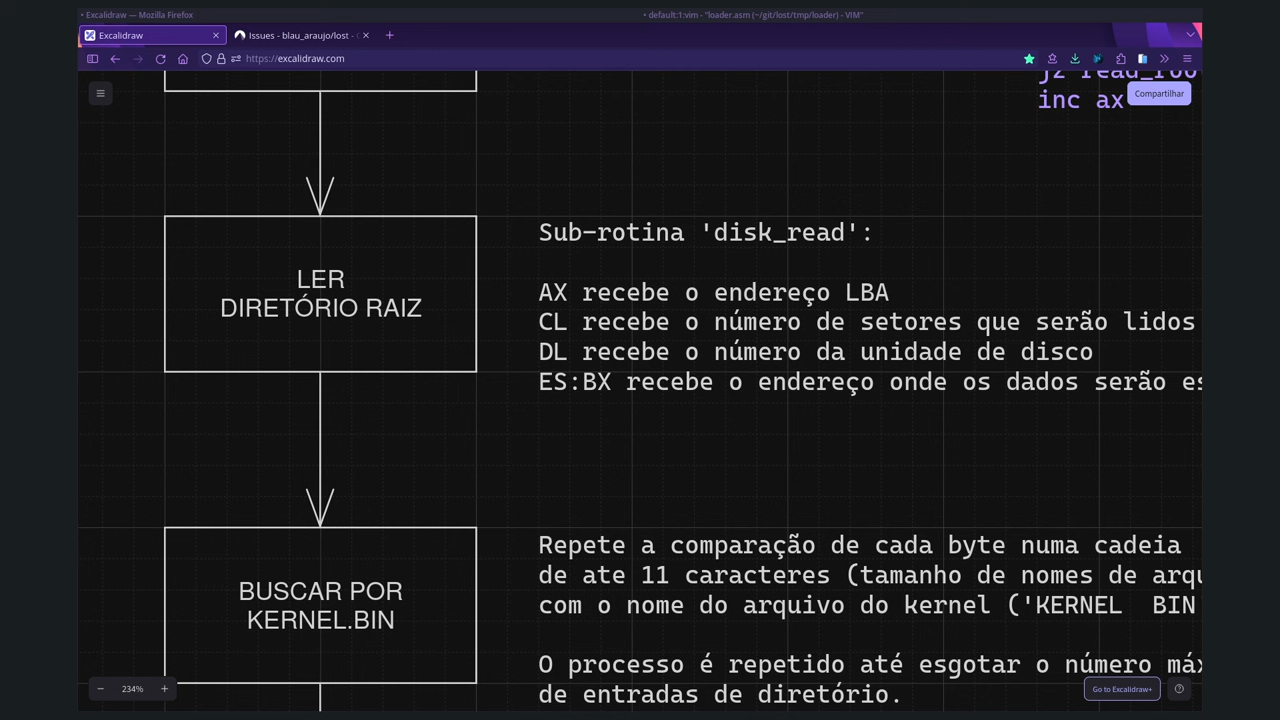 • Excalidraw — Mozilla Firefox
• default:1:vim* "loader.asm (~/git/lost/tmp/loader) - VIM"
Excalidraw
Issues - blau_araujo/lost -
https://excalidraw.com
inc ax
Compartilhar
LER
DIRETÓRIO RAIZ
Sub-rotina 'disk_read':
AX recebe o endereço LBA
CL recebe o número de setores que serão lidos
DL recebe o número da unidade de disco
ES:BX recebe o endereço onde os dados serão es
BUSCAR POR
KERNEL.BIN
Repete a comparação de cada byte numa cadeia
de ate 11 caracteres (tamanho de nomes de arqu
com o nome do arquivo do kernel ('KERNEL  BIN
O processo é repetido até esgotar o número máx
de entradas de diretório.
234%
Go to Excalidraw+